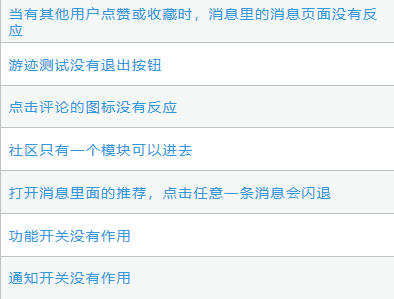 当有其他用户点赞或收藏时，消息里的消息页面没有反
应
游迹测试没有退出按钮
点击评论的图标没有反应
社区只有一个模块可以进去
打开消息里面的推荐，点击任意一条消息会闪退
功能开关没有作用
通知开关没有作用